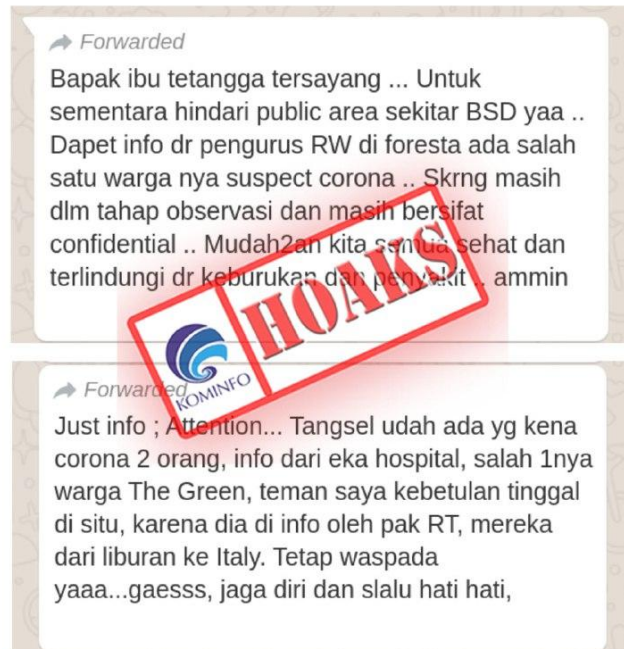 Forwarded
Bapak ibu tetangga tersayang ... Untuk
sementara hindari public area sekitar BSD yaa ..
Dapet info dr pengurus RW di foresta ada salah
satu warga nya suspect corona .. Skrng masih
dlm tahap observasi dan masih bersifat
confidential .. Mudah2an kita semua sehat dan
terlindungi dr keburukan dan penyakit .. ammin
KOMINFO
HOAKS
Forwarded
Just info ; Attention... Tangsel udah ada yg kena
corona 2 orang, info dari eka hospital, salah 1nya
warga The Green, teman saya kebetulan tinggal
di situ, karena dia di info oleh pak RT, mereka
dari liburan ke Italy. Tetap waspada
yaaa...gaesss, jaga diri dan slalu hati hati,